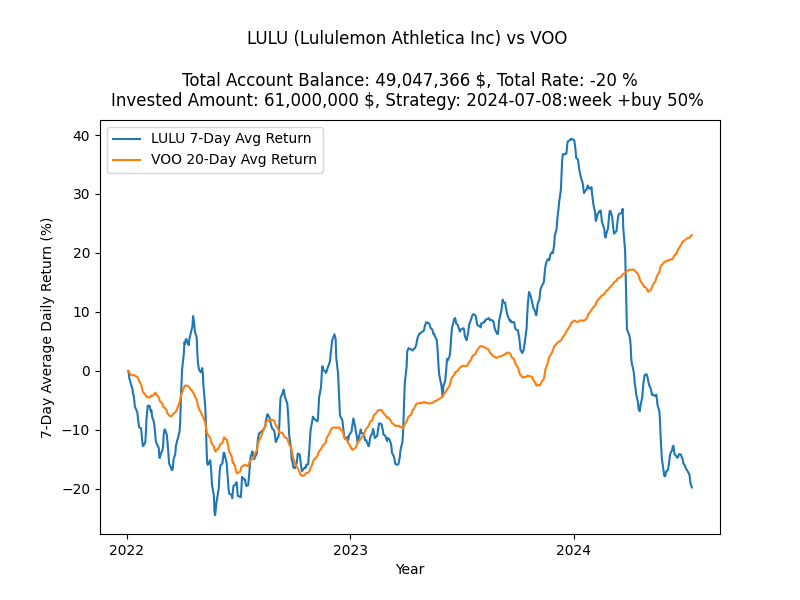 LULU (Lululemon Athletica Inc) vs VOO
Total Account Balance: 49,047,366 $, Total Rate: -20 %
Invested Amount: 61,000,000 $, Strategy: 2024-07-08:week +buy 50%
LULU 7-Day Avg Return
VOO 20-Day Avg Return
7-Day Average Daily Return (%)
40
30
20
10
0
−10
−20
2022
2023
2024
Year